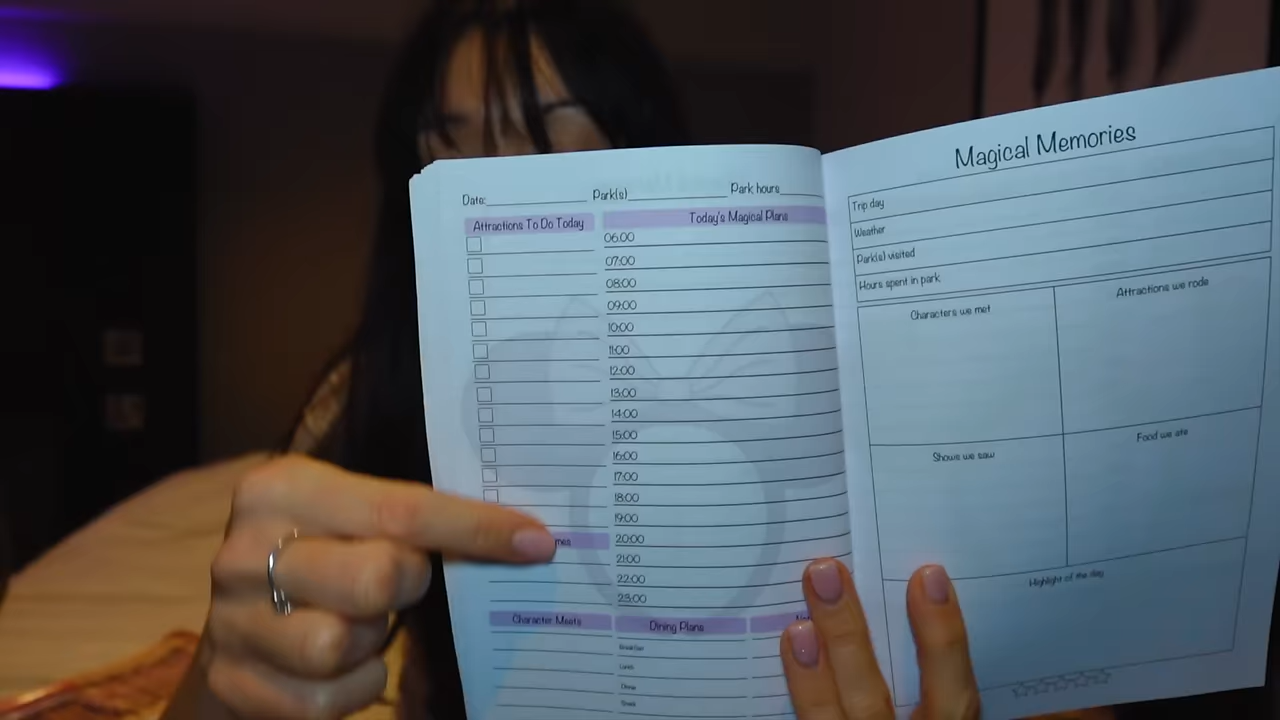 Date: Park(s) Park hours
Attractions To Do Today
Today's Magical Plans
06:00
07:00
08:00
09:00
10:00
11:00
12:00
13:00
14:00
15:00
16:00
17:00
18:00
19:00
20:00
21:00
22:00
23:00
Character Meets
Dining Plans
Breakfast
Lunch
Dinner
Snack
Magical Memories
Trip day
Weather
Park(s) visited
Hours spent in park
Characters we met
Attractions we rode
Shows we saw
Food we ate
Highlight of the day